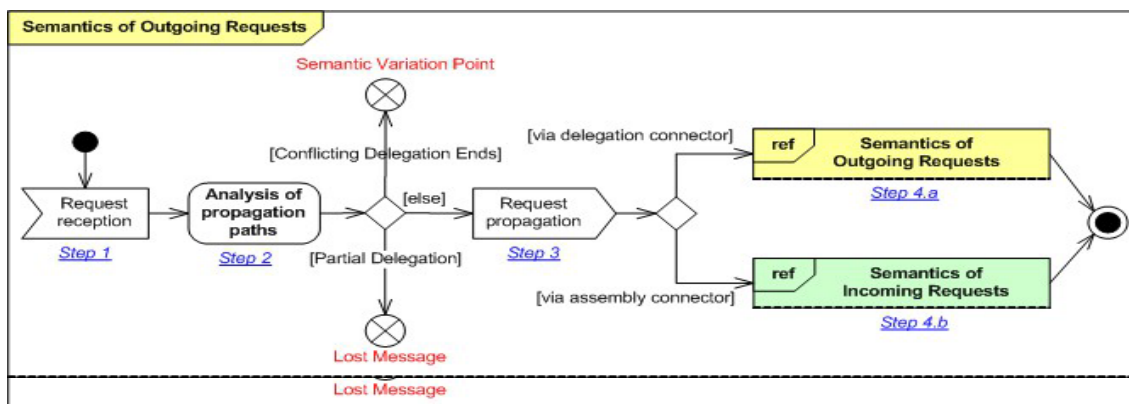 Semantics of Outgoing Requests
Semantic Variation Point
[Conflicting Delegation Ends]
[via delegation connector]
ref
Semantics of
Outgoing Requests
Step 4.a
Request
reception
Step 1
Analysis of
propagation
paths
Step 2
[else]
Request
propagation
Step 3
[Partial Delegation]
[via assembly connector]
ref
Semantics of
Incoming Requests
Step 4.b
Lost Message
Lost Message